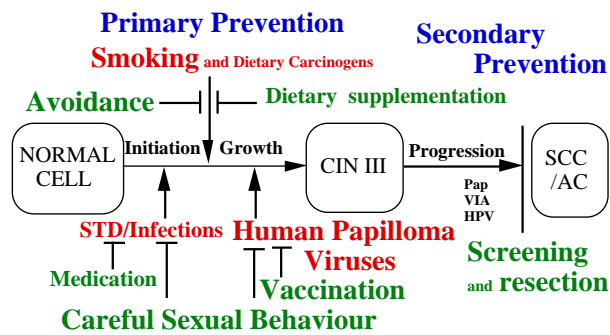 Primary Prevention
Secondary
Prevention
Smoking and Dietary Carcinogens
Avoidance
Dietary supplementation
NORMAL
CELL
Initiation
Growth
CIN III
Progression
SCC
/AC
Pap
VIA
HPV
STD/Infections
Human Papilloma
Viruses
Screening
and resection
Medication
Vaccination
Careful Sexual Behaviour